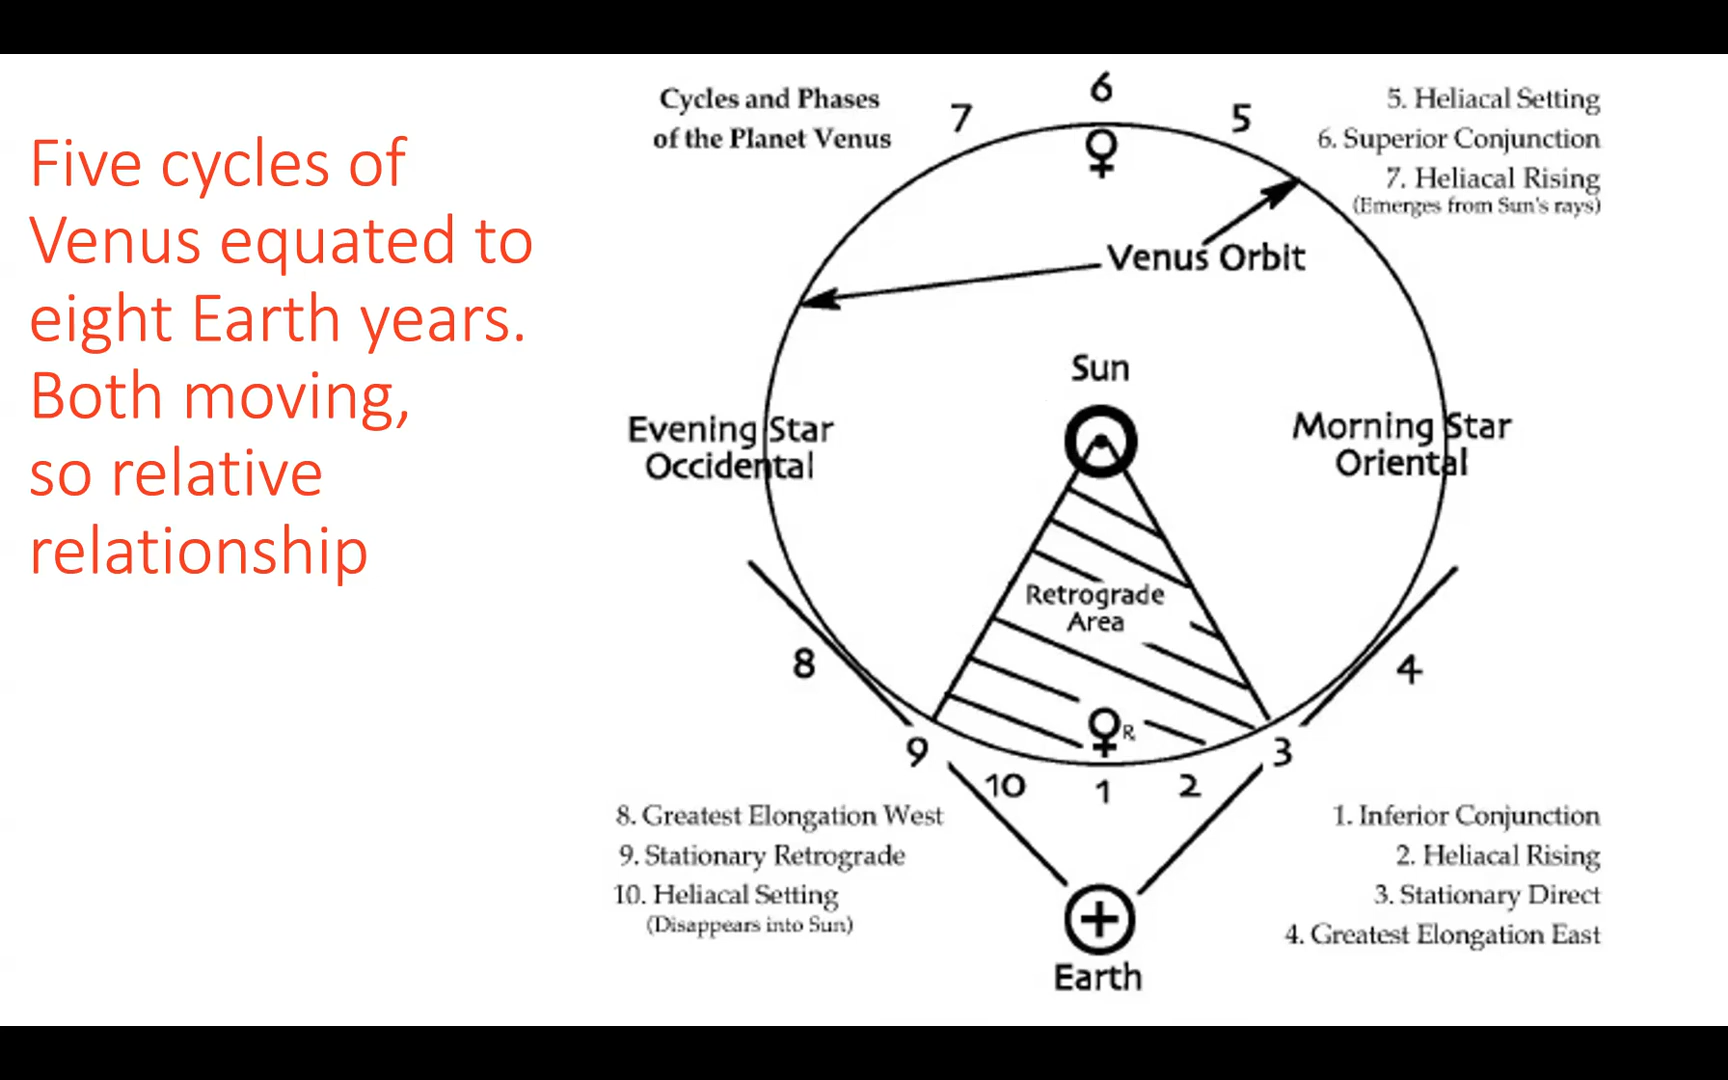 Five cycles of
Venus equated to
eight Earth years.
Both moving,
so relative
relationship
Cycles and Phases
of the Planet Venus
7
6
5
5. Heliacal Setting
6. Superior Conjunction
7. Heliacal Rising
(Emerges from Sun's rays)
Venus Orbit
Sun
Evening Star
Occidental
Morning Star
Oriental
Retrograde
Area
8
4
9
10
1
2
3
℞
8. Greatest Elongation West
9. Stationary Retrograde
10. Heliacal Setting
(Disappears into Sun)
1. Inferior Conjunction
2. Heliacal Rising
3. Stationary Direct
4. Greatest Elongation East
Earth